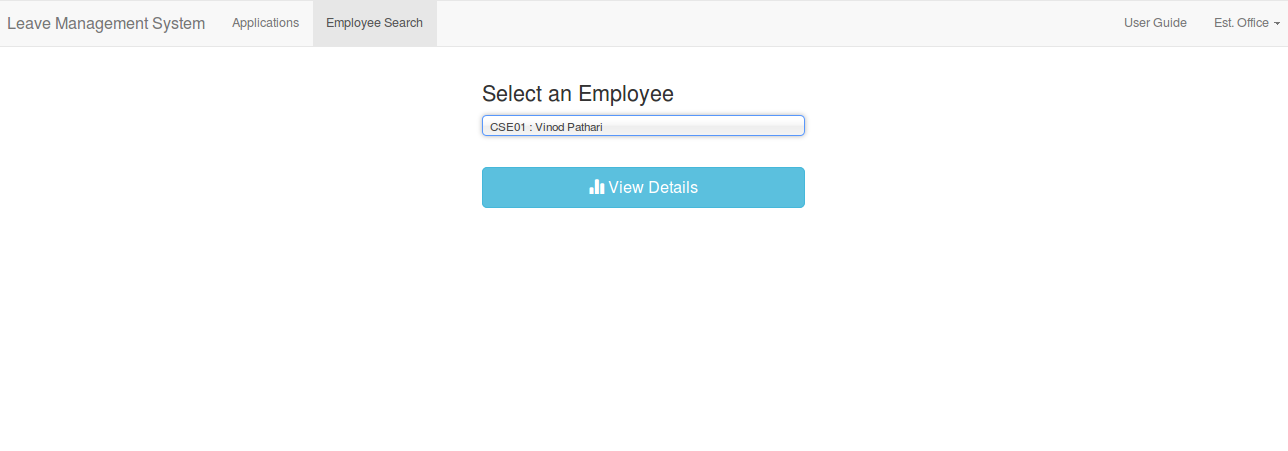 Leave Management System Applications Employee Search User Guide Est. Office
Select an Employee
CSE01 : Vinod Pathari
View Details